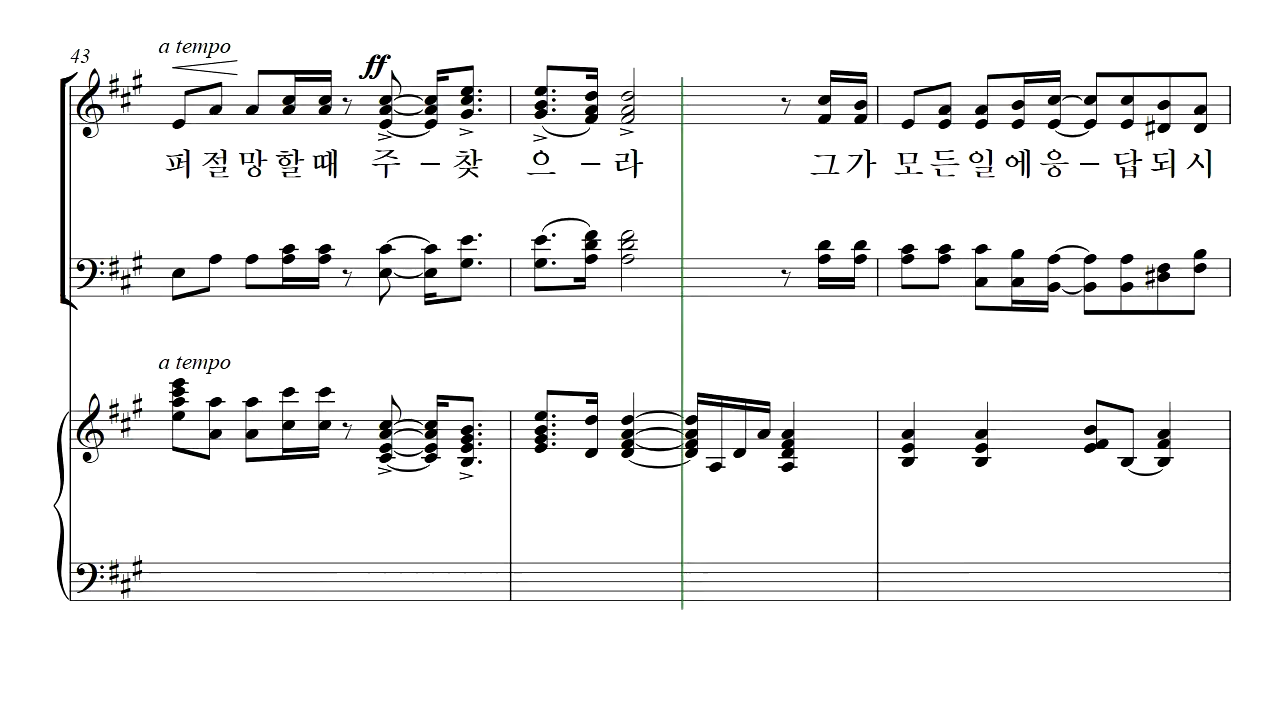 a tempo
43
ff
퍼 절 망 할 때 주 – 찾 으 – 라 그 가 모 든 일 에 응 – 답 되 시
a tempo